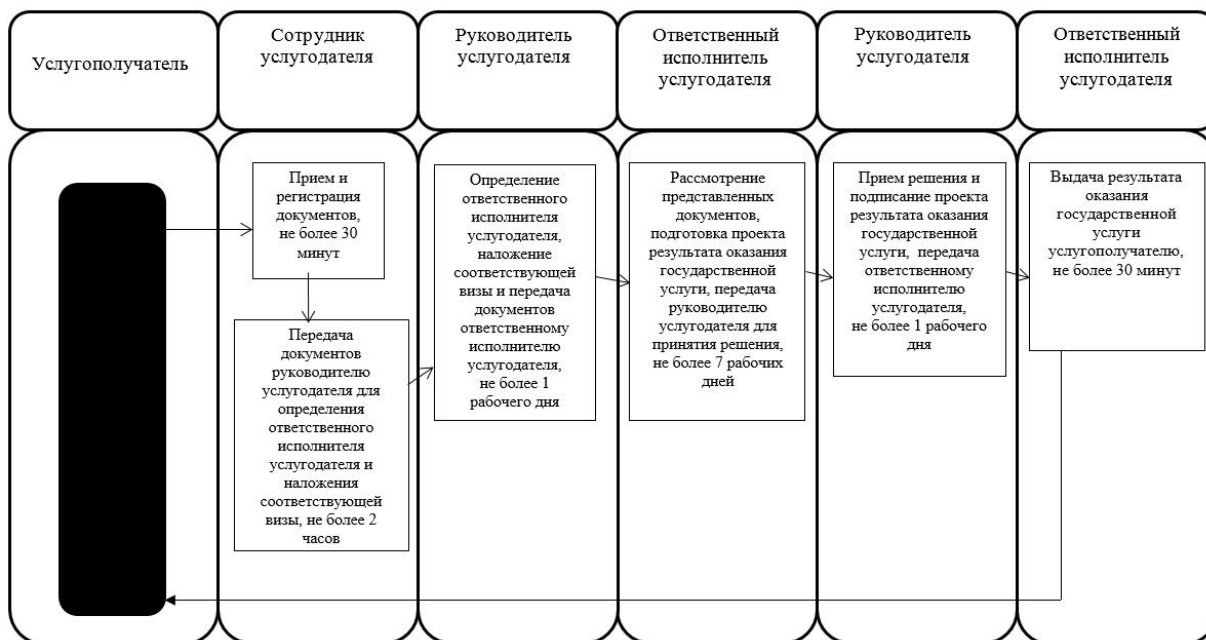 Услугополучатель
Сотрудник
услугодателя
Руководитель
услугодателя
Ответственный
исполнитель
услугодателя
Руководитель
услугодателя
Ответственный
исполнитель
услугодателя
Прием и
регистрация
документов,
не более 30
минут
Передача
документов
руководителю
услугодателя для
определения
ответственного
исполнителя
услугодателя и
наложения
соответствующей
визы, не более 2
часов
Определение
ответственного
исполнителя
услугодателя,
наложение
соответствующей
визы и передача
документов
ответственному
исполнителю
услугодателя,
не более 1
рабочего дня
Рассмотрение
представленных
документов,
подготовка проекта
результата оказания
государственной
услуги, передача
руководителю
услугодателя для
принятия решения,
не более 7 рабочих
дней
Прием решения и
подписание проекта
результата оказания
государственной
услуги, передача
ответственному
исполнителю
услугодателя,
не более 1 рабочего
дня
Выдача результата
оказания
государственной
услуги
услугополучателю,
не более 30 минут